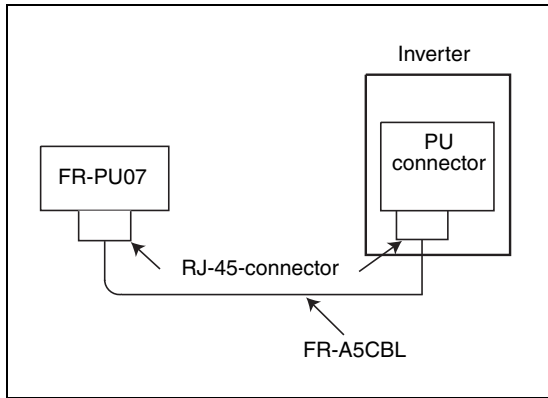 Inverter
PU
connector
FR-PU07
RJ-45-connector
FR-A5CBL